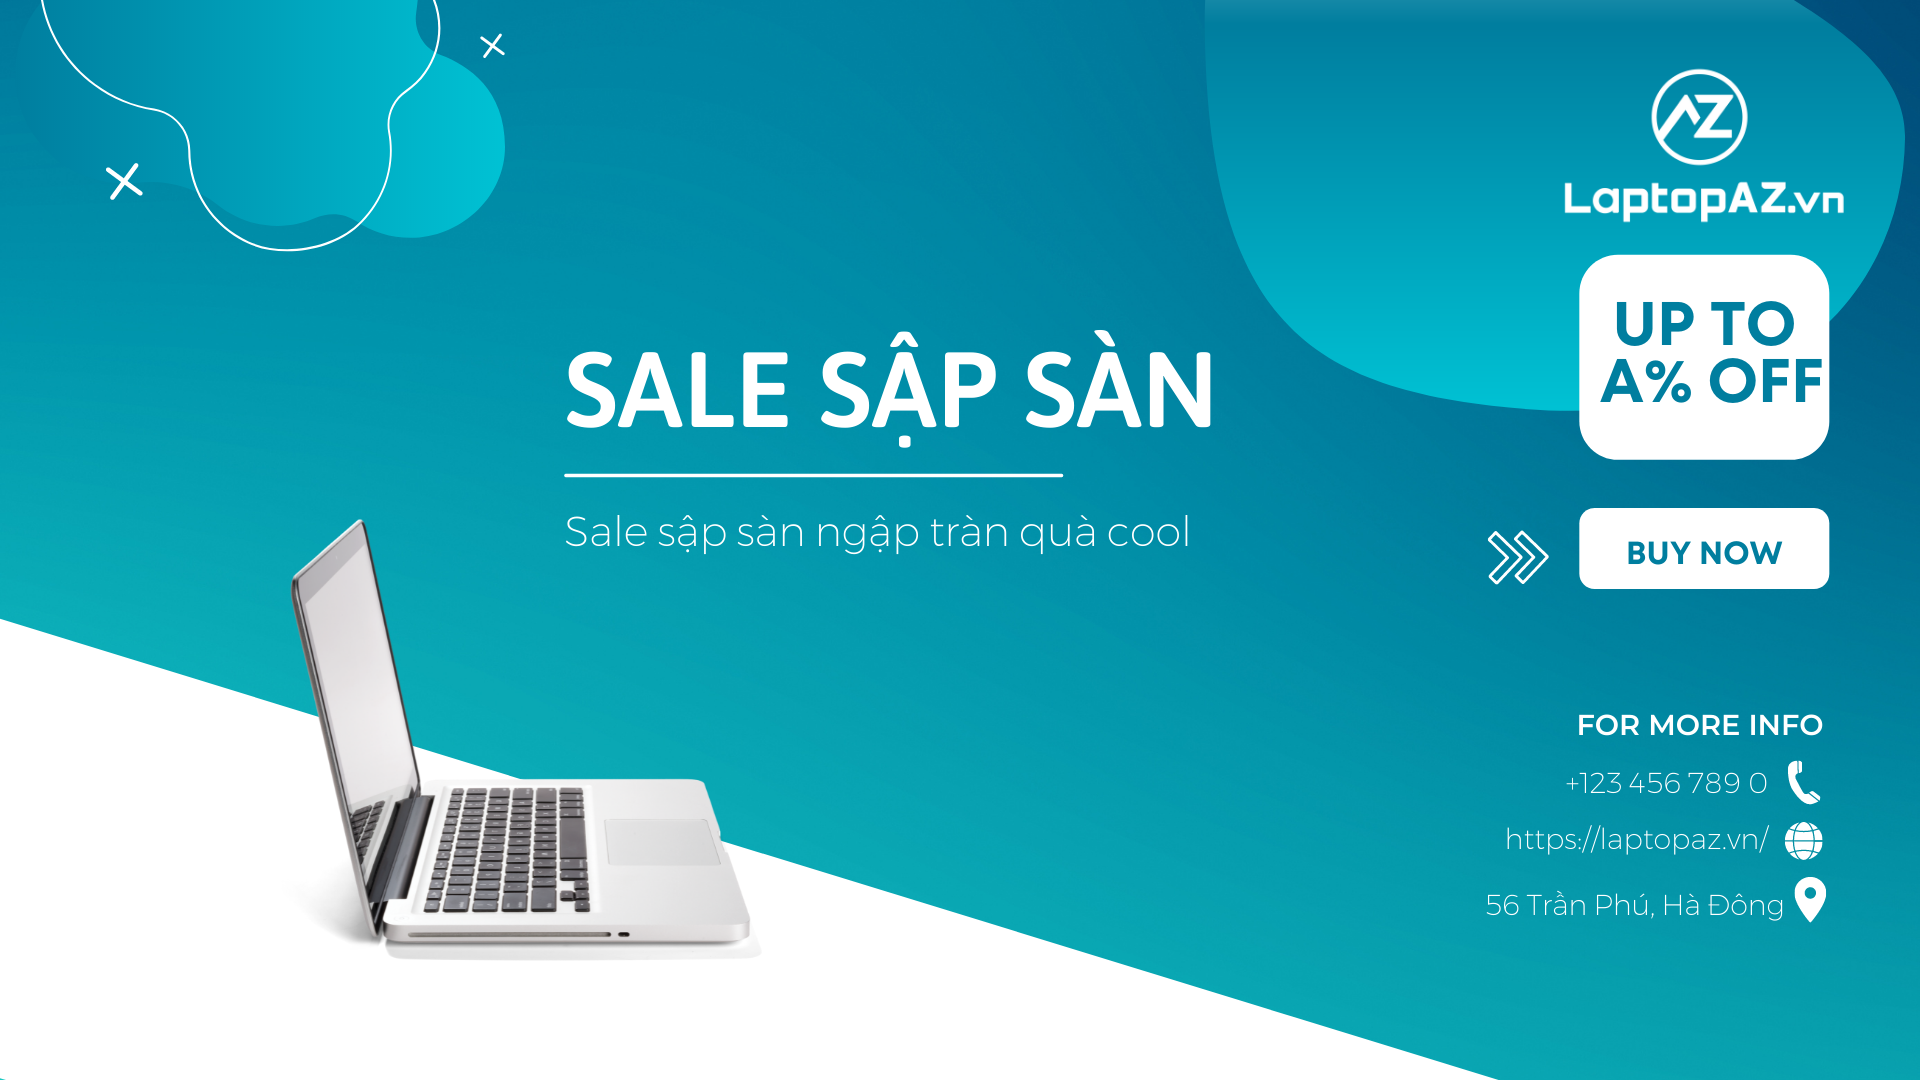 AZ
LaptopAZ.vn
UP TO
A% OFF
SALE SẬP SÀN
Sale sập sàn ngập tràn quà cool
BUY NOW
FOR MORE INFO
+123 456 789 0
https://laptopaz.vn/
56 Trần Phú, Hà Đông